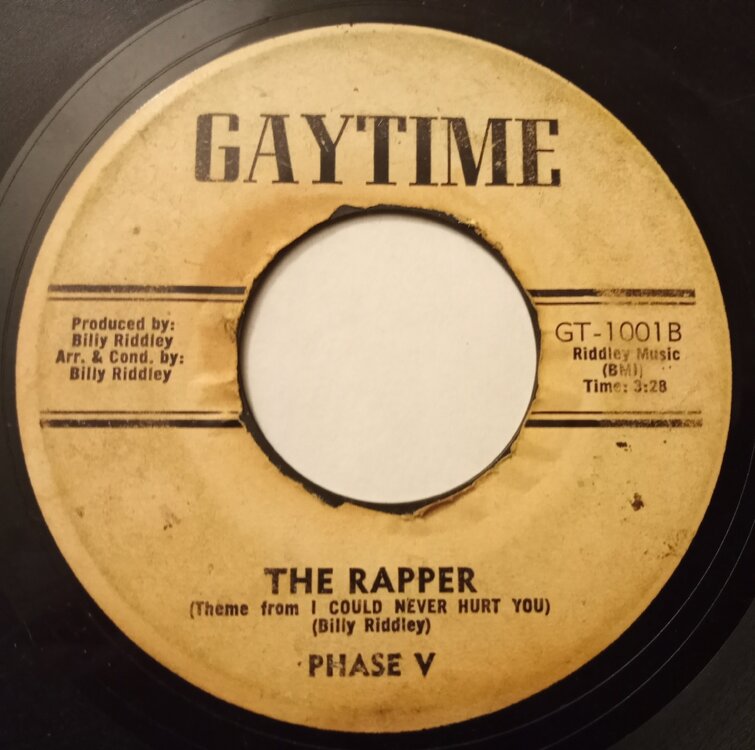 GAYTIME
Produced by:
Billy Riddley
Arr. & Cond. by:
Billy Riddley
GT-1001B
Riddley Music
(BMI)
Time: 3:28
THE RAPPER
(Theme from I COULD NEVER HURT YOU)
(Billy Riddley)
PHASE V